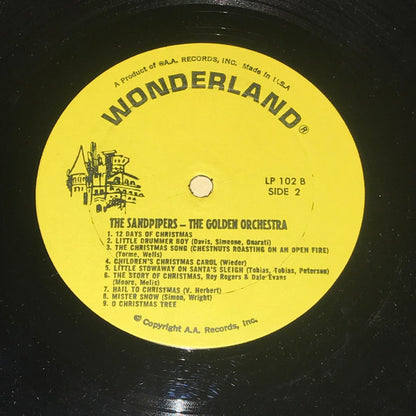 A Product of ®A.A. RECORDS, INC. Made in U.S.A
WONDERLAND®
LP 102 B
SIDE 2
THE SANDPIPERS – THE GOLDEN ORCHESTRA
1. 12 DAYS OF CHRISTMAS
2. LITTLE DRUMMER BOY (Davis, Simeone, Onorati)
3. THE CHRISTMAS SONG (CHESTNUTS ROASTING ON AN OPEN FIRE)
(Torme, Wells)
4. CHILDREN'S CHRISTMAS CAROL (Wieder)
5. LITTLE STOWAWAY ON SANTA'S SLEIGH (Tobias, Tobias, Peterson)
6. THE STORY OF CHRISTMAS, Roy Rogers & Dale Evans
(Moore, Melis)
7. HAIL TO CHRISTMAS (V. Herbert)
8. MISTER SNOW (Simon, Wright)
9. O CHRISTMAS TREE
© Copyright A.A. Records, Inc.